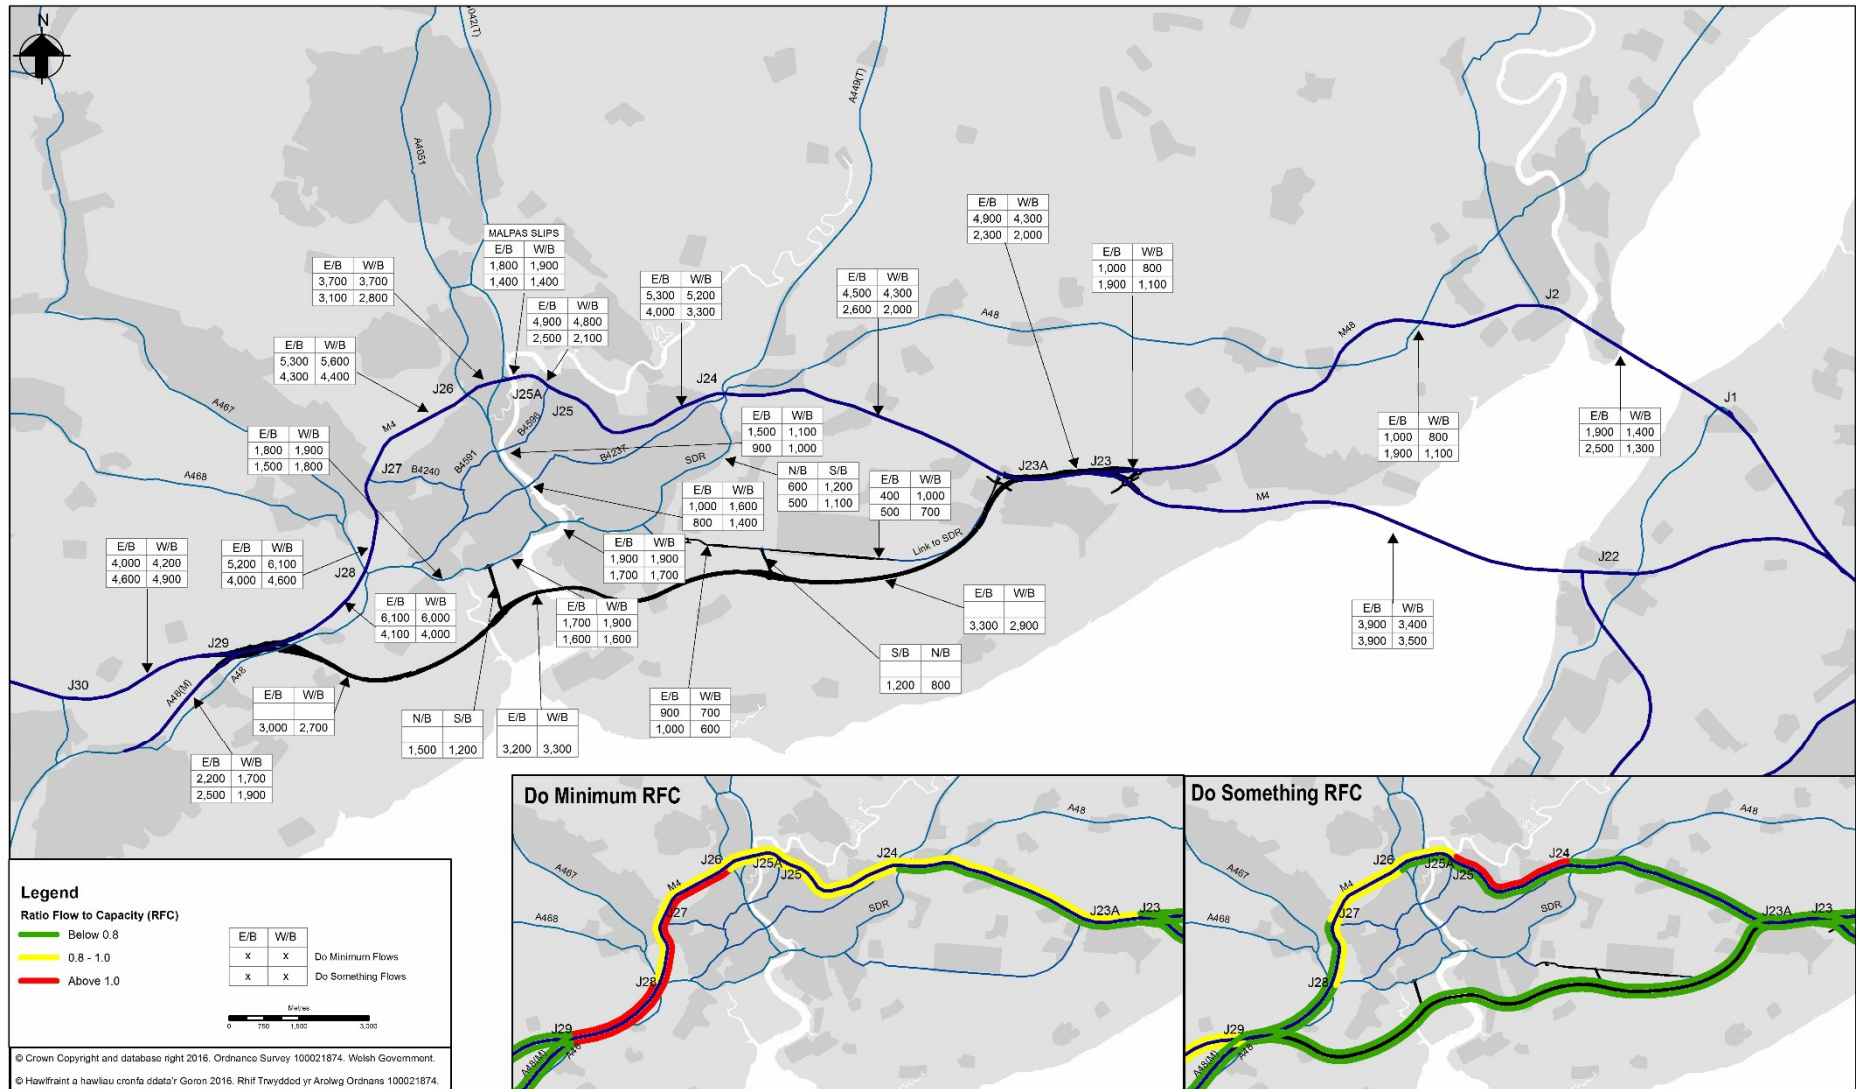 N
A042(T)
A4051
A449(T)
MALPAS SLIPS
E/B W/B
1,800 1,900
1,400 1,400
E/B W/B
3,700 3,700
3,100 2,800
E/B W/B
4,900 4,800
2,500 2,100
E/B W/B
5,300 5,200
4,000 3,300
E/B W/B
4,500 4,300
2,600 2,000
E/B W/B
4,900 4,300
2,300 2,000
E/B W/B
1,000 800
1,900 1,100
E/B W/B
5,300 5,600
4,300 4,400
J26
J25A
J25
J24
A48
M48
J2
J1
A467
M4
B4596
E/B W/B
1,500 1,100
900 1,000
E/B W/B
1,000 800
1,900 1,100
E/B W/B
1,900 1,400
2,500 1,300
E/B W/B
1,800 1,900
1,500 1,800
A468
J27
B4240
B4591
B4237
SDR
N/B S/B
600 1,200
500 1,100
E/B W/B
400 1,000
500 700
J23A
J23
M4
E/B W/B
1,000 1,600
800 1,400
Link to SDR
E/B W/B
4,000 4,200
4,600 4,900
E/B W/B
5,200 6,100
4,000 4,600
J28
E/B W/B
1,900 1,900
1,700 1,700
J22
E/B W/B
6,100 6,000
4,100 4,000
E/B W/B
1,700 1,900
1,600 1,600
E/B W/B
3,300 2,900
E/B W/B
3,900 3,400
3,900 3,500
J29
J30
A48(M)
A48
S/B N/B
1,200 800
E/B W/B
3,000 2,700
N/B S/B
1,500 1,200
E/B W/B
3,200 3,300
E/B W/B
900 700
1,000 600
E/B W/B
2,200 1,700
2,500 1,900
Do Minimum RFC
A48
J26
J25A
J25
J24
A467
M4
J27
A468
SDR
J23A
J23
J28
J29
A48(M)
A48
Do Something RFC
A48
J26
J25A
J25
J24
A467
M4
J27
A468
SDR
J23A
J23
J28
J29
A48(M)
A48
Legend
Ratio Flow to Capacity (RFC)
Below 0.8
0.8 - 1.0
Above 1.0
E/B W/B
x x Do Minimum Flows
x x Do Something Flows
Metres
0 750 1,500 3,000
© Crown Copyright and database right 2016. Ordnance Survey 100021874. Welsh Government.
© Hawlfraint a hawliau cronfa ddata'r Goron 2016. Rhif Trwydded yr Arolwg Ordnans 100021874.